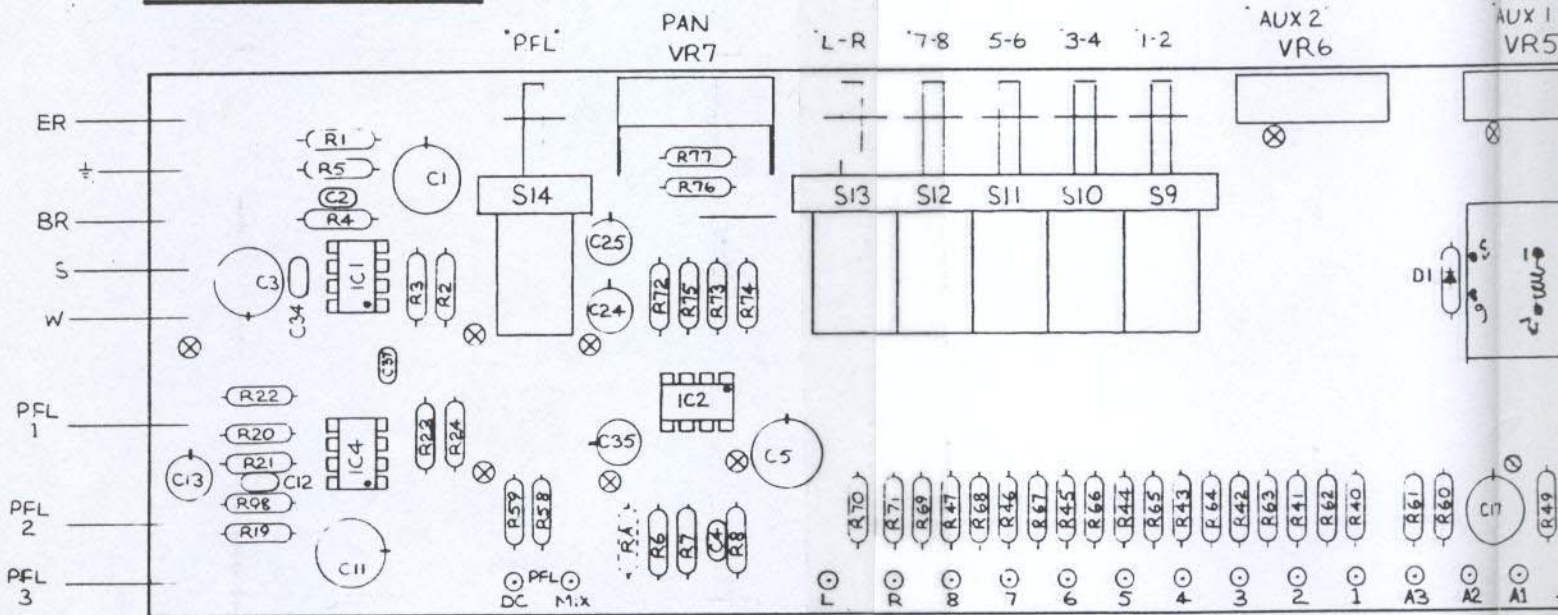 PAN
"PFL" VR7
"L-R" "7-8" 5-6 "3-4 1-2
"AUX 2" VR6
AUX 1 VR5
ER
BR
S
W
PFL 1
PFL 2
PFL 3
R1
R5
C2
R4
C1
C3
C34
IC1
R3
R2
C37
S14
R77
R76
C25
C24
R72
R75
R73
R74
S13 S12 S11 S10 S9
D1
R22
R20
R21
C12
C13
R98
R19
IC4
R23
R24
C11
IC2
C35
C5
R59
R58
RA
R6
R7
C4
R8
R70 R71 R69 R47 R68 R46 R67 R45 R66 R44 R65 R43 R64 R42 R63 R41 R62 R40 R61 R60 C17 R49
DC PFL Mix
L R 8 7 6 5 4 3 2 1 A3 A2 A1